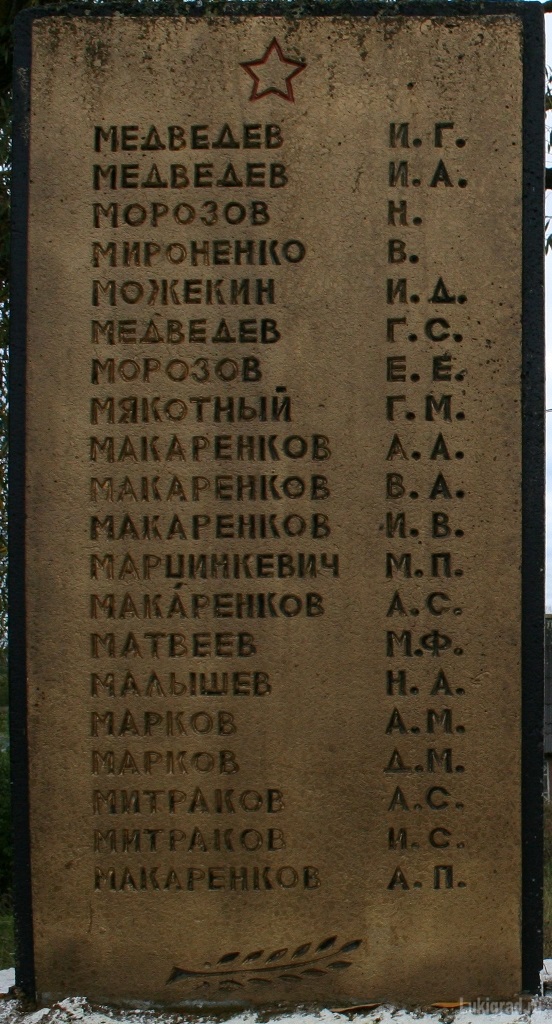 МЕДВЕДЕВ И. Г.
МЕДВЕДЕВ И. А.
МОРОЗОВ Н.
МИРОНЕНКО В.
МОЖЕКИН И. Д.
МЕДВЕДЕВ Г. С.
МОРОЗОВ Е. Е.
МЯКОТНЫЙ Г. М.
МАКАРЕНКОВ А. А.
МАКАРЕНКОВ В. А.
МАКАРЕНКОВ И. В.
МАРЦИНКЕВИЧ М. П.
МАКАРЕНКОВ А. С.
МАТВЕЕВ М.Ф.
МАЛЫШЕВ Н. А.
МАРКОВ А. М.
МАРКОВ Д. М.
МИТРАКОВ А. С.
МИТРАКОВ И. С.
МАКАРЕНКОВ А. П.